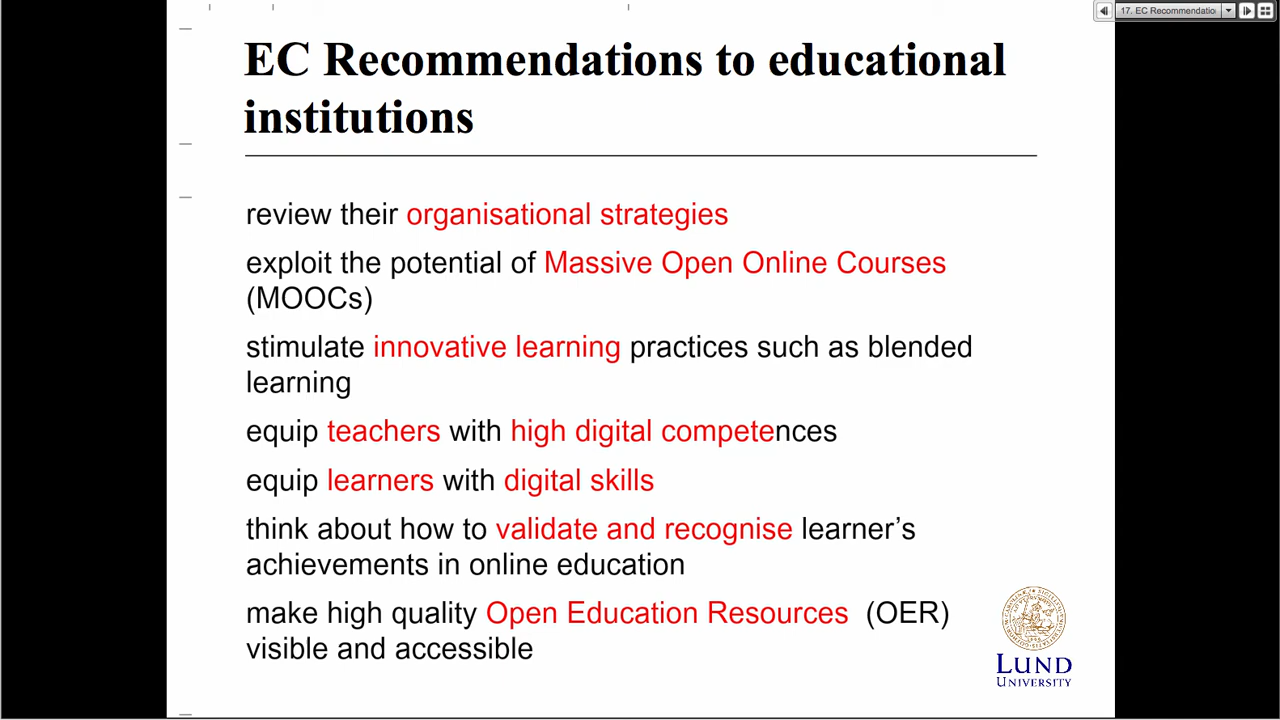 17. EC Recommendatio
EC Recommendations to educational
institutions
review their organisational strategies
exploit the potential of Massive Open Online Courses
(MOOCs)
stimulate innovative learning practices such as blended
learning
equip teachers with high digital competences
equip learners with digital skills
think about how to validate and recognise learner’s
achievements in online education
make high quality Open Education Resources (OER)
visible and accessible
LUND
UNIVERSITY